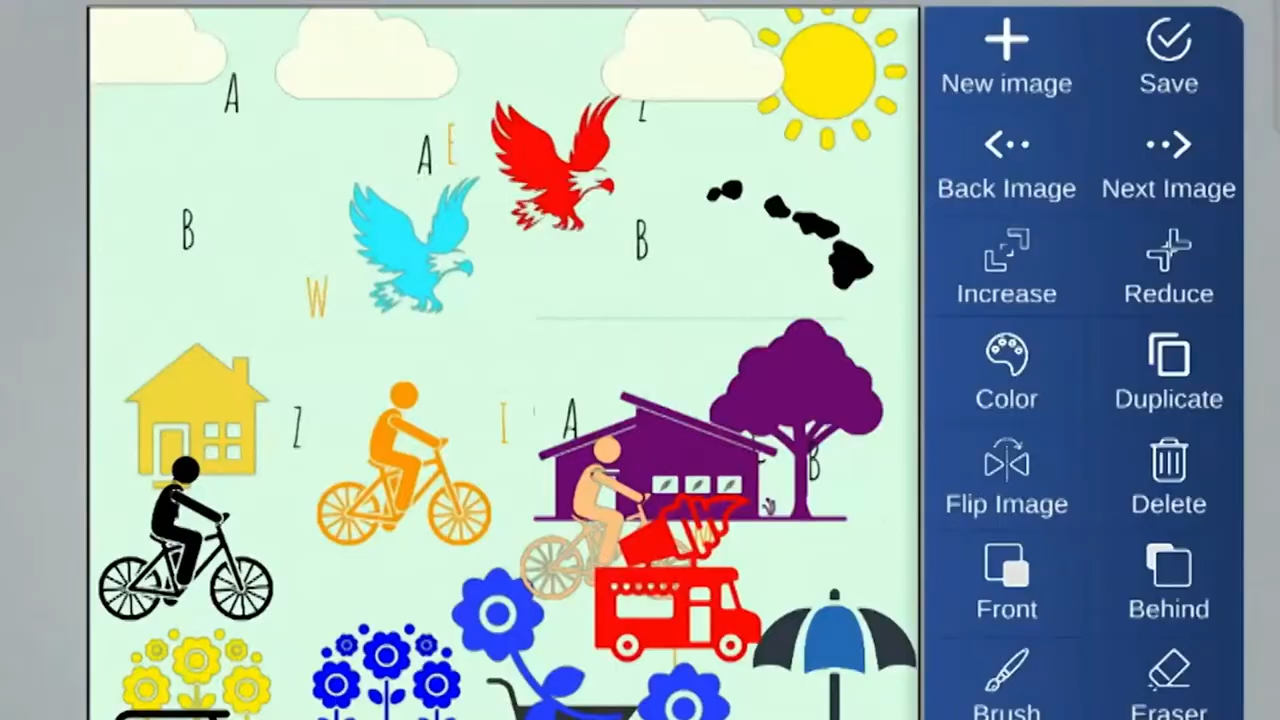 New image
Save
A
Z
A E
Back Image
Next Image
B
B
W
Increase
Reduce
Color
Duplicate
Z
I
A
B
Flip Image
Delete
Front
Behind
Brush
Eraser